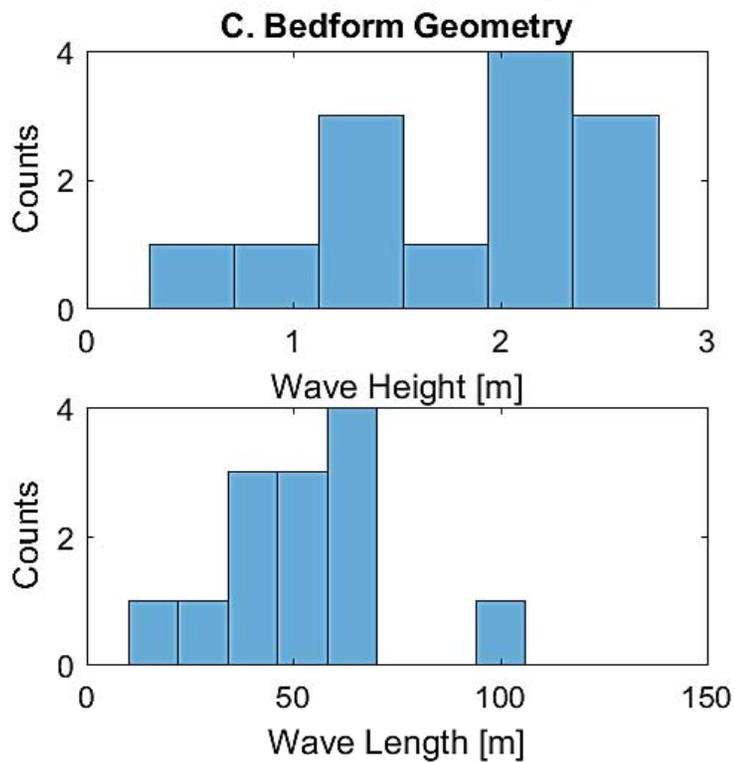 C. Bedform Geometry
4
2
0
Counts
0 1 2 3
Wave Height [m]
4
2
0
Counts
0 50 100 150
Wave Length [m]